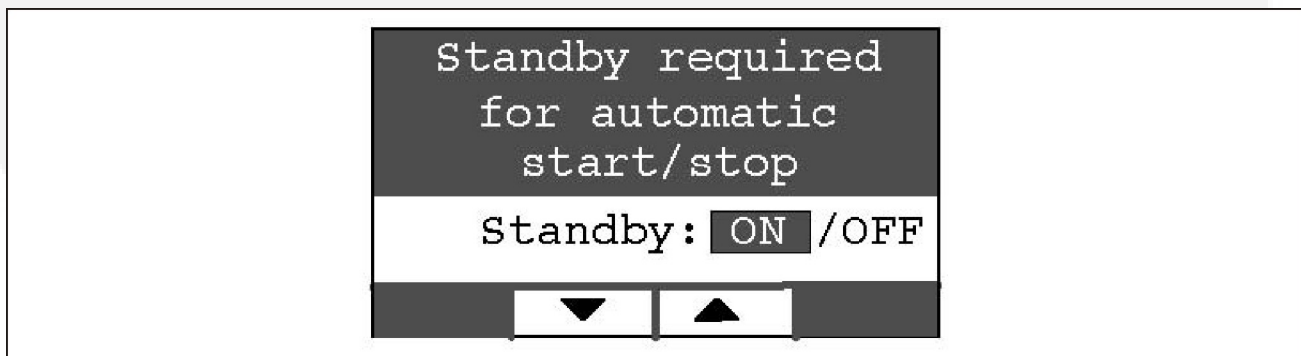 Standby required
for automatic
start/stop
Standby: ON /OFF